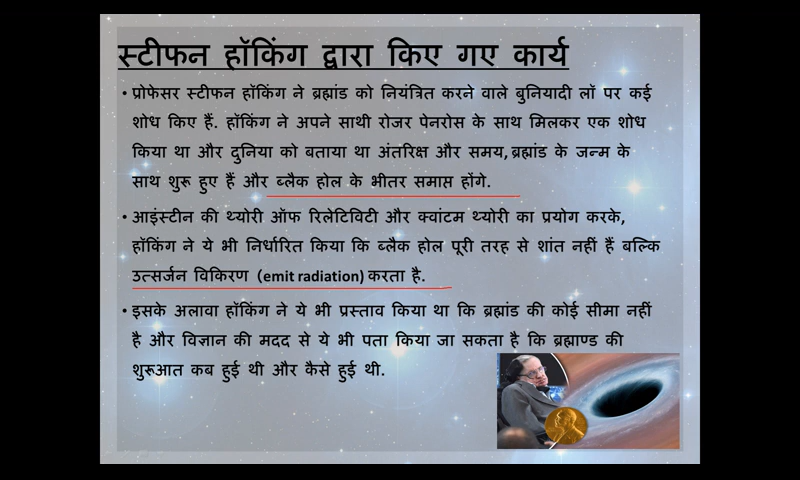 स्टीफन हॉकिंग द्वारा किए गए कार्य
• प्रोफेसर स्टीफन हॉकिंग ने ब्रह्मांड को नियंत्रित करने वाले बुनियादी लॉ पर कई
शोध किए हैं. हॉकिंग ने अपने साथी रोजर पेनरोस के साथ मिलकर एक शोध
किया था और दुनिया को बताया था अंतरिक्ष और समय, ब्रह्मांड के जन्म के
साथ शुरू हुए हैं और ब्लैक होल के भीतर समाप्त होंगे.
• आइंस्टीन की थ्योरी ऑफ रिलेटिविटी और क्वांटम थ्योरी का प्रयोग करके,
हॉकिंग ने ये भी निर्धारित किया कि ब्लैक होल पूरी तरह से शांत नहीं हैं बल्कि
उत्सर्जन विकिरण (emit radiation) करता है.
• इसके अलावा हॉकिंग ने ये भी प्रस्ताव किया था कि ब्रह्मांड की कोई सीमा नहीं
है और विज्ञान की मदद से ये भी पता किया जा सकता है कि ब्रह्माण्ड की
शुरूआत कब हुई थी और कैसे हुई थी.